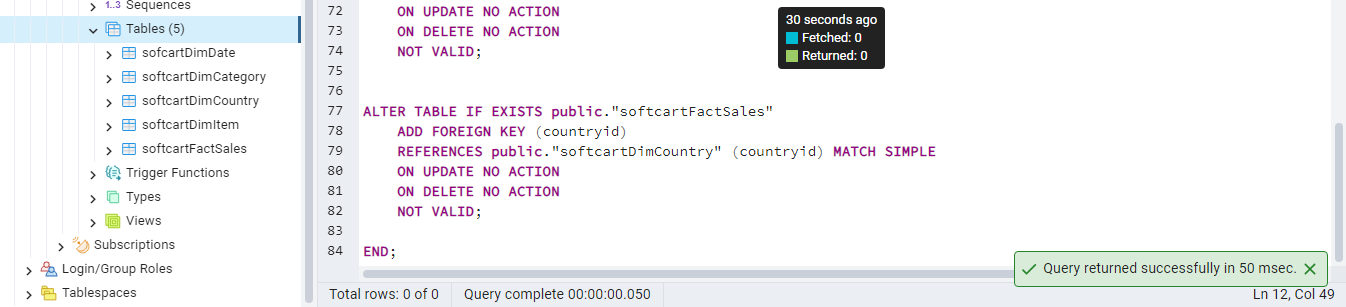 Sequences
Tables (5)
sofcartDimDate
softcartDimCategory
softcartDimCountry
softcartDimItem
softcartFactSales
Trigger Functions
Types
Views
Subscriptions
Login/Group Roles
Tablespaces
72 ON UPDATE NO ACTION
73 ON DELETE NO ACTION
74 NOT VALID;
75
76
77 ALTER TABLE IF EXISTS public."softcartFactSales"
78 ADD FOREIGN KEY (countryid)
79 REFERENCES public."softcartDimCountry" (countryid) MATCH SIMPLE
80 ON UPDATE NO ACTION
81 ON DELETE NO ACTION
82 NOT VALID;
83
84 END;
30 seconds ago
Fetched: 0
Returned: 0
Query returned successfully in 50 msec.
Total rows: 0 of 0 Query complete 00:00:00.050 Ln 12, Col 49